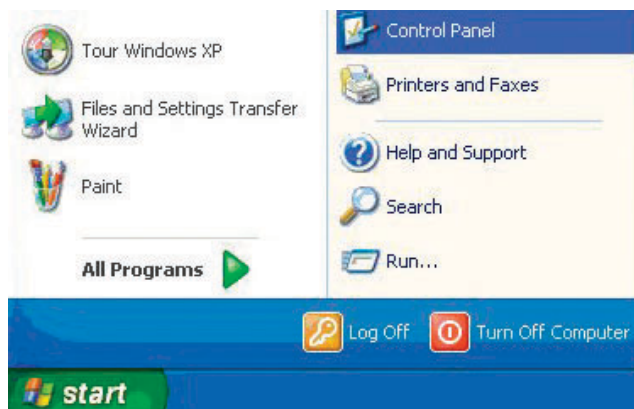 Tour Windows XP
Files and Settings Transfer
Wizard
Paint
All Programs
Control Panel
Printers and Faxes
Help and Support
Search
Run...
Log Off
Turn Off Computer
start